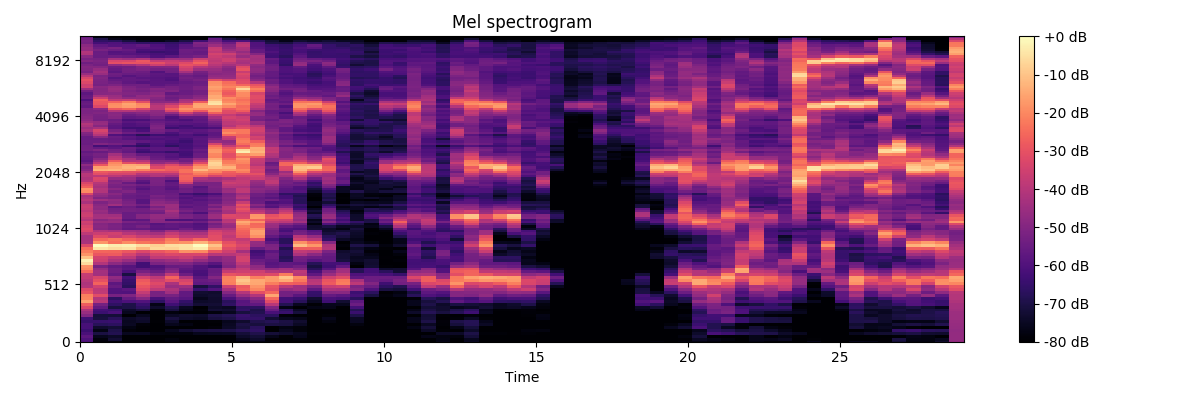 Mel spectrogram
8192
4096
2048
1024
512
0
Hz
0 5 10 15 20 25
Time
+0 dB
-10 dB
-20 dB
-30 dB
-40 dB
-50 dB
-60 dB
-70 dB
-80 dB